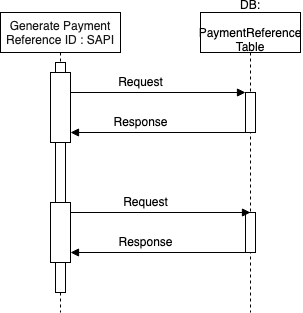 Generate Payment
Reference ID : SAPI
DB:
PaymentReference
Table
Request
Response
Request
Response